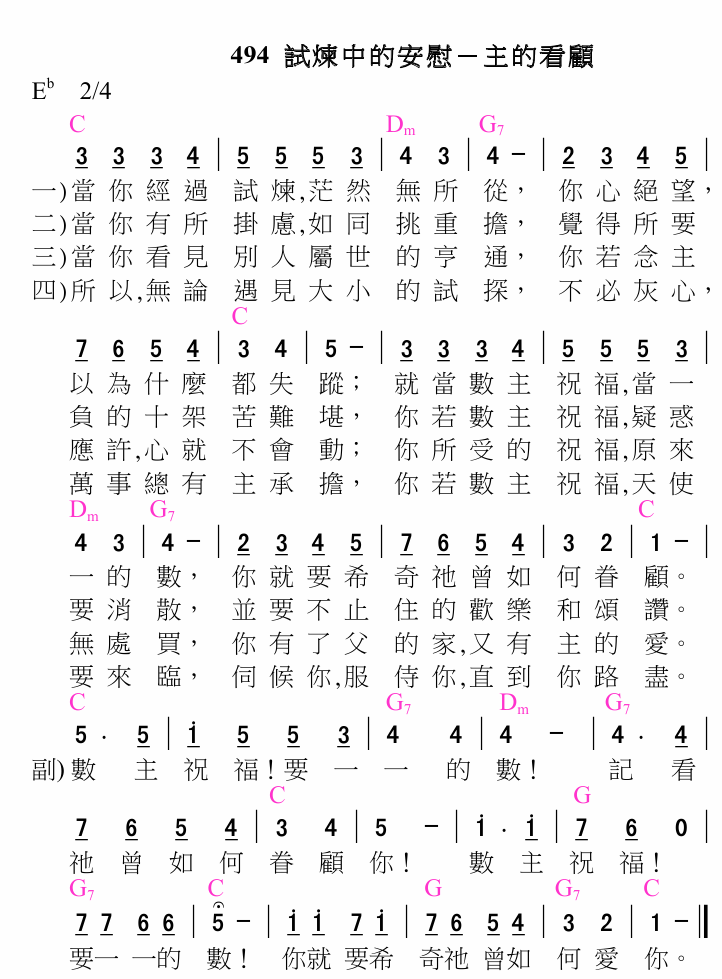 494 試煉中的安慰－主的看顧
Eb 2/4
C Dm G7
3 3 3 4 | 5 5 5 3 | 4 3 | 4 － | 2 3 4 5 |
一)當你經過試煉,茫然無所從，你心絕望，
二)當你有所掛慮,如同挑重擔，覺得所要
三)當你看見別人屬世的亨通，你若念主
四)所以,無論遇見大小的試探，不必灰心，
C
7 6 5 4 | 3 4 | 5 － | 3 3 3 4 | 5 5 5 3 |
以為什麼都失蹤；就當數主祝福,當一
負的十架苦難堪，你若數主祝福,疑惑
應許,心就不會動；你所受的祝福,原來
萬事總有主承擔，你若數主祝福,天使
Dm G7 C
4 3 | 4 － | 2 3 4 5 | 7 6 5 4 | 3 2 | 1 － |
一的數，你就要希奇祂曾如何眷顧。
要消散，並要不止住的歡樂和頌讚。
無處買，你有了父的家,又有主的愛。
要來臨，伺候你,服侍你,直到你路盡。
C G7 Dm G7
5 · 5 | i 5 5 3 | 4 4 | 4 － | 4 · 4 |
副)數主祝福！要一一的數！記看
C G
7 6 5 4 | 3 4 | 5 － | i · i | 7 6 0 |
祂曾如何眷顧你！數主祝福！
G7 C G G7 C
7 7 6 6 | 5 － | i i 7 i | 7 6 5 4 | 3 2 | 1 － ‖
要一一的數！你就要希奇祂曾如何愛你。